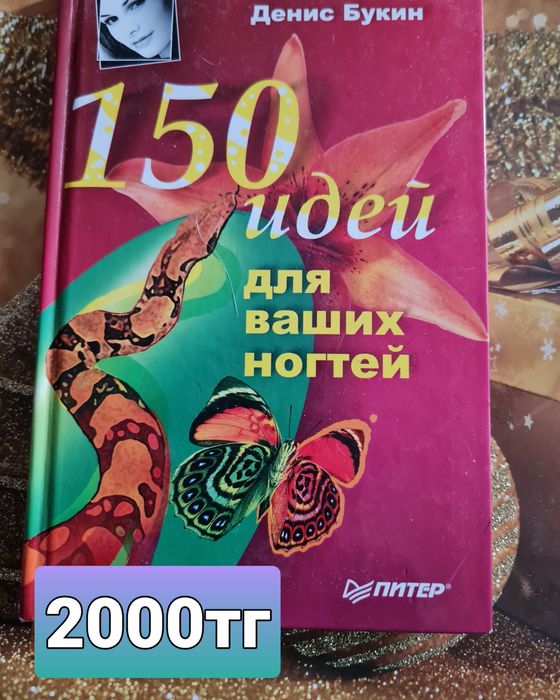 Денис Букин
150
идей
для
ваших
ногтей
ПИТЕР®
2000тг